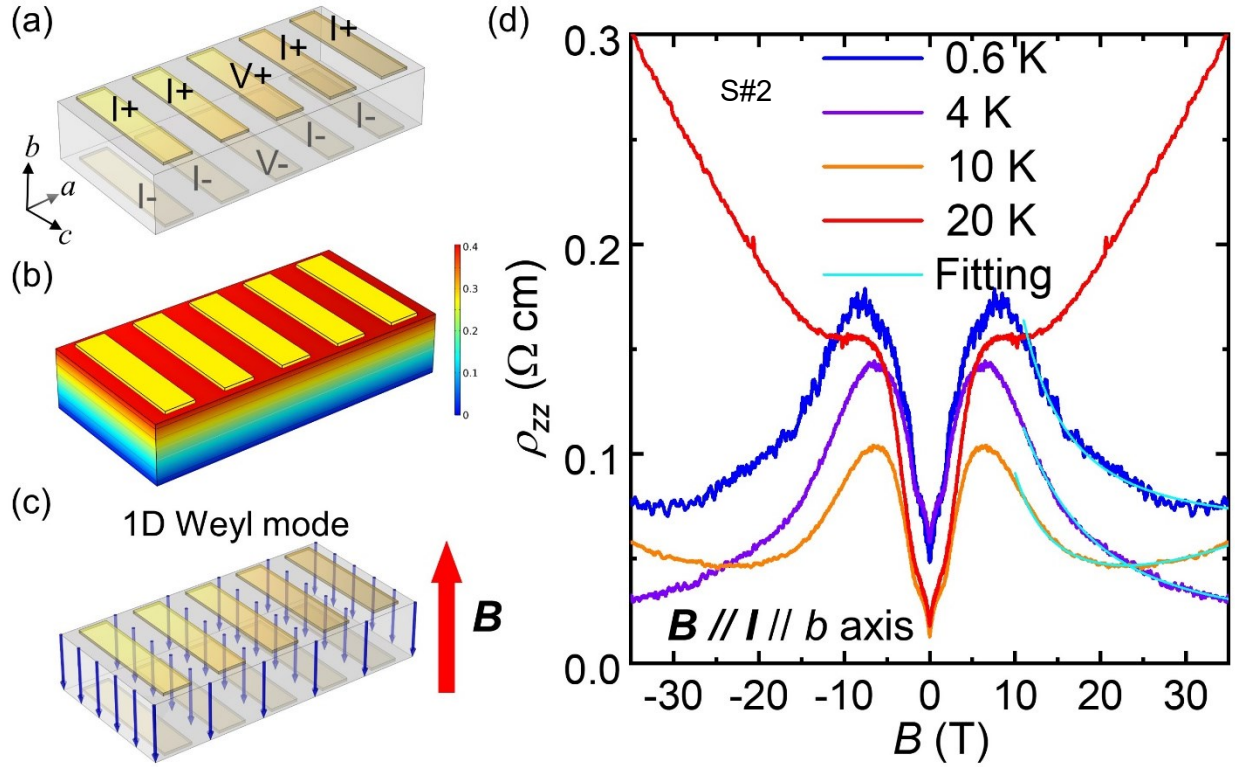 (a)
I+
I+
V+
I+
I+
I-
I-
V-
I-
I-
b
a
c
(b)
0.4
0.3
0.2
0.1
0
(c)
1D Weyl mode
B
(d)
S#2
0.6 K
4 K
10 K
20 K
Fitting
B // I // b axis
ρzz (Ω cm)
0.3
0.2
0.1
0.0
-30 -20 -10 0 10 20 30
B (T)